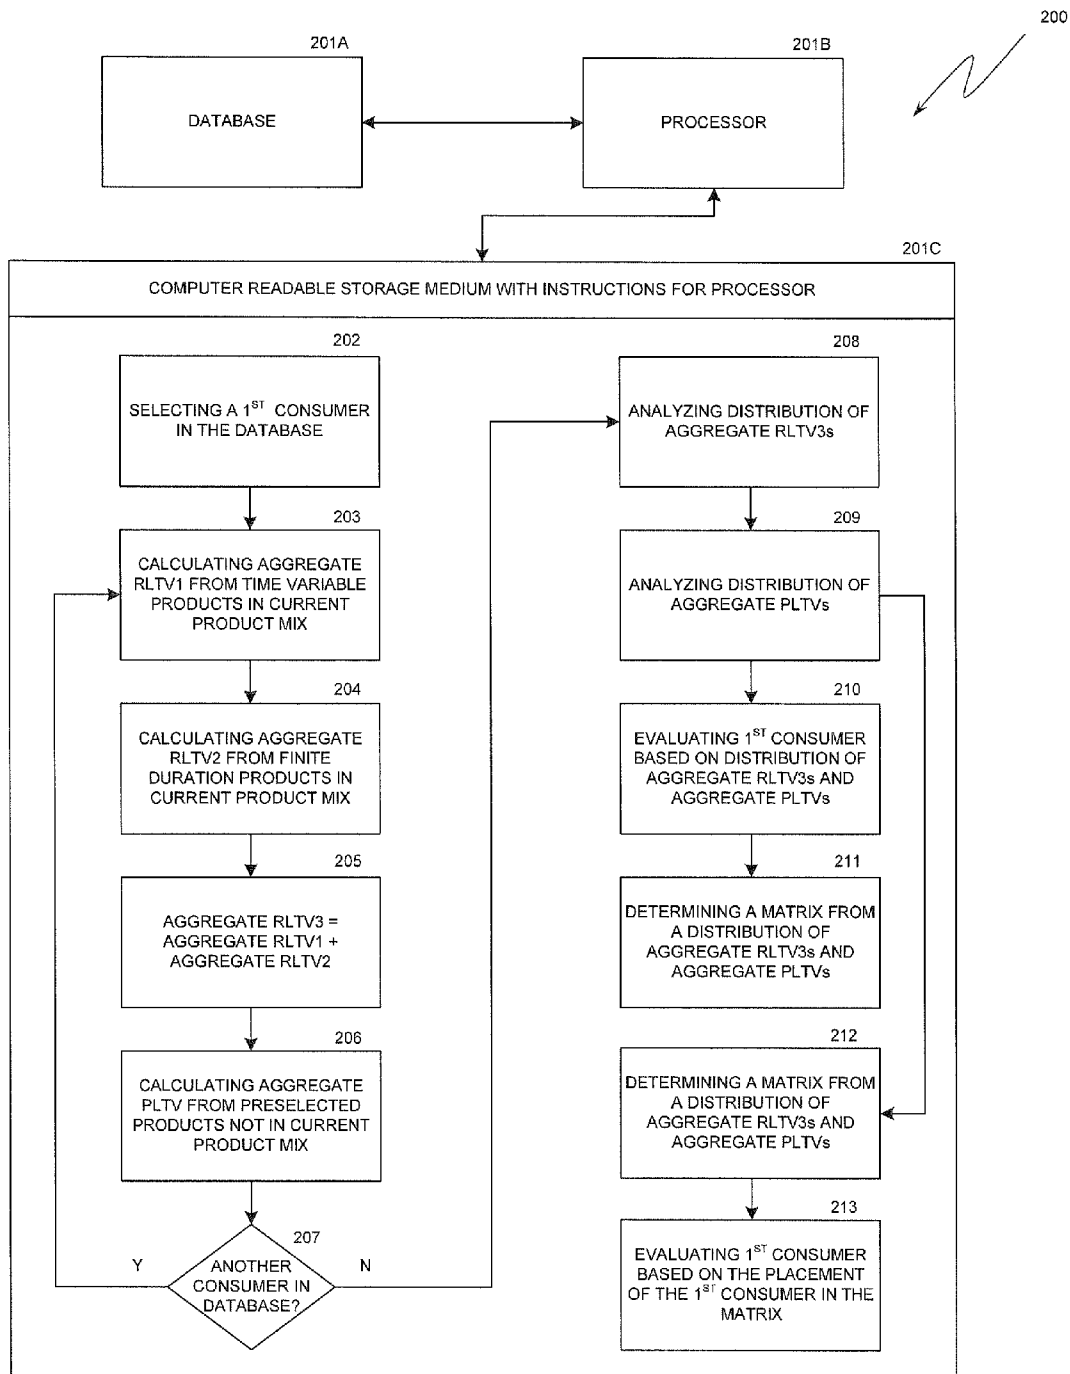 200
201A
DATABASE
201B
PROCESSOR
201C
COMPUTER READABLE STORAGE MEDIUM WITH INSTRUCTIONS FOR PROCESSOR
202
SELECTING A 1ST CONSUMER
IN THE DATABASE
203
CALCULATING AGGREGATE
RLTV1 FROM TIME VARIABLE
PRODUCTS IN CURRENT
PRODUCT MIX
204
CALCULATING AGGREGATE
RLTV2 FROM FINITE
DURATION PRODUCTS IN
CURRENT PRODUCT MIX
205
AGGREGATE RLTV3 =
AGGREGATE RLTV1 +
AGGREGATE RLTV2
206
CALCULATING AGGREGATE
PLTV FROM PRESELECTED
PRODUCTS NOT IN CURRENT
PRODUCT MIX
207
ANOTHER
CONSUMER IN
DATABASE?
Y
N
208
ANALYZING DISTRIBUTION OF
AGGREGATE RLTV3s
209
ANALYZING DISTRIBUTION OF
AGGREGATE PLTVs
210
EVALUATING 1ST CONSUMER
BASED ON DISTRIBUTION OF
AGGREGATE RLTV3s AND
AGGREGATE PLTVs
211
DETERMINING A MATRIX FROM
A DISTRIBUTION OF
AGGREGATE RLTV3s AND
AGGREGATE PLTVs
212
DETERMINING A MATRIX FROM
A DISTRIBUTION OF
AGGREGATE RLTV3s AND
AGGREGATE PLTVs
213
EVALUATING 1ST CONSUMER
BASED ON THE PLACEMENT
OF THE 1ST CONSUMER IN THE
MATRIX